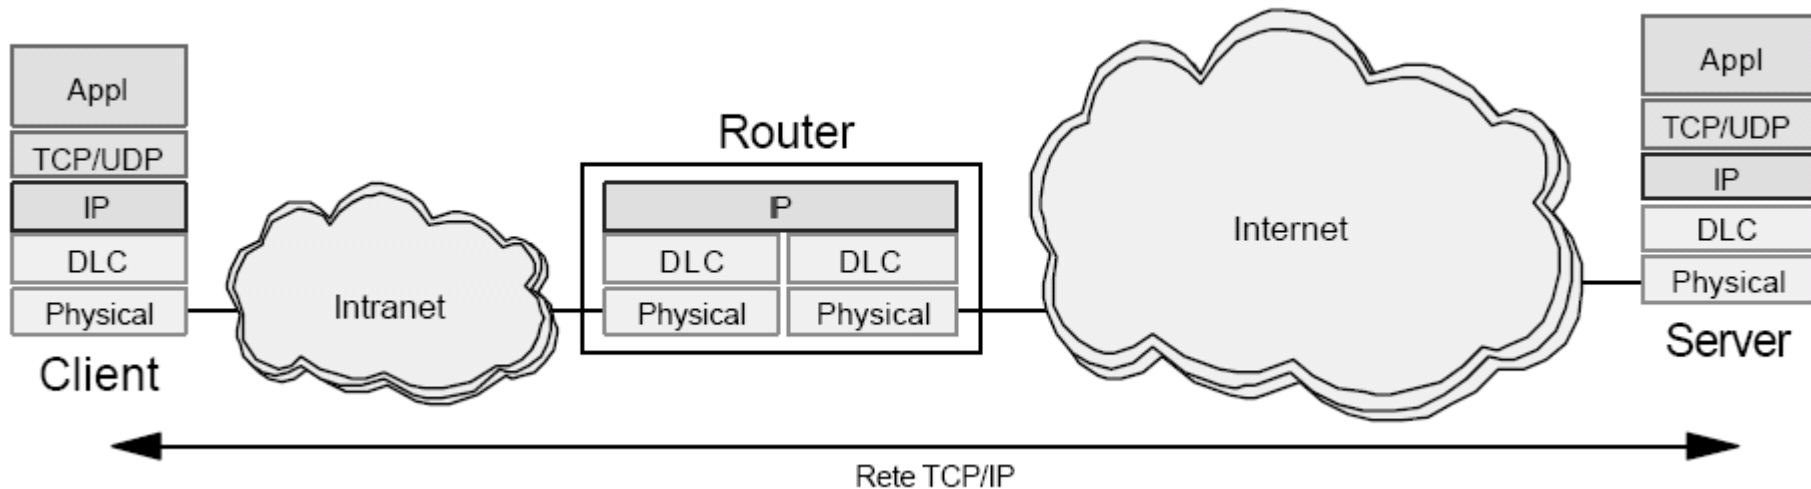 Appl
TCP/UDP
IP
DLC
Physical
Client
Intranet
Router
IP
DLC DLC
Physical Physical
Internet
Appl
TCP/UDP
IP
DLC
Physical
Server
Rete TCP/IP